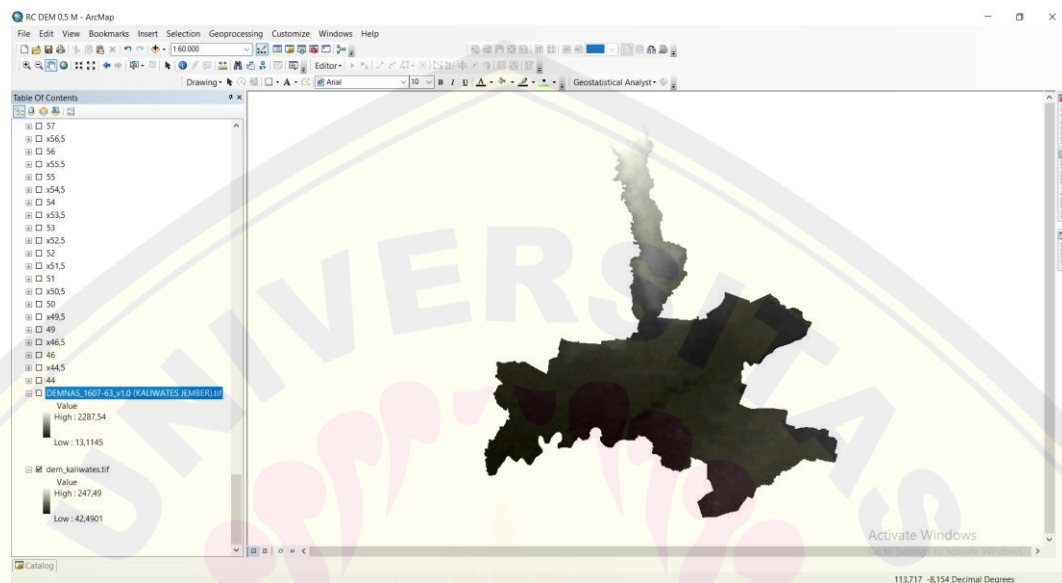 RC DEM 0,5 M - ArcMap
File Edit View Bookmarks Insert Selection Geoprocessing Customize Windows Help
1:60.000
Editor
Drawing Arial 10 B I U A Geostatistical Analyst
Table Of Contents
57
x56,5
56
x55.5
55
x54,5
54
x53,5
53
x52.5
52
x51,5
51
x50,5
50
x49,5
49
x46,5
46
x44,5
44
DEMNAS_1607-63_v1.0 (KALIWATES JEMBER).tif
Value
High : 2287,54
Low : 13,1145
dem_kaliwates.tif
Value
High : 247,49
Low : 42,4901
UNIVERSITAS
Activate Windows
Go to Settings to activate Windows.
Catalog
113,717 -8,154 Decimal Degrees